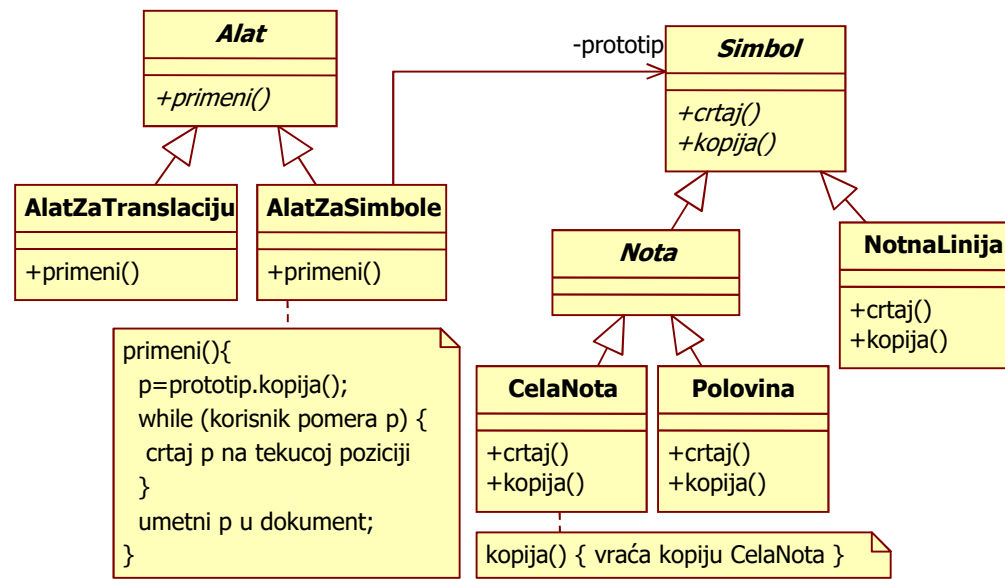 Alat
+primeni()
-prototip
Simbol
+crtaj()
+kopija()
AlatZaTranslaciju
+primeni()
AlatZaSimbole
+primeni()
Nota
NotnaLinija
+crtaj()
+kopija()
primeni(){
p=prototip.kopija();
while (korisnik pomera p) {
crtaj p na tekucoj poziciji
}
umetni p u dokument;
}
CelaNota
+crtaj()
+kopija()
Polovina
+crtaj()
+kopija()
kopija() { vraća kopiju CelaNota }